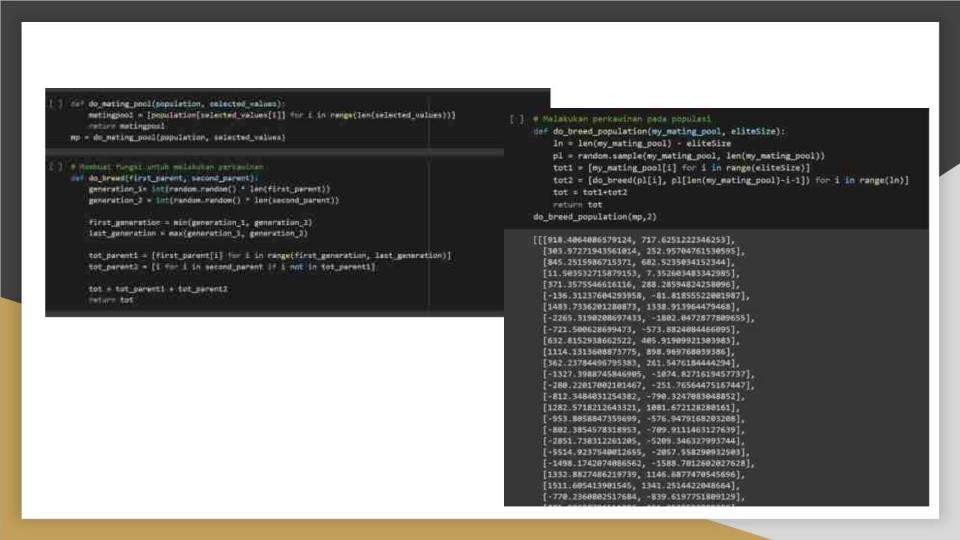 [ ] def do_mating_pool(population, selected_values):
matingpool = [population[selected_values[i]] for i in range(len(selected_values))]
return matingpool
mp = do_mating_pool(population, selected_values)
[ ] # Membuat fungsi untuk melakukan perkawinan
def do_breed(first_parent, second_parent):
generation_1= int(random.random() * len(first_parent))
generation_2 = int(random.random() * len(second_parent))
first_generation = min(generation_1, generation_2)
last_generation = max(generation_1, generation_2)
tot_parent1 = [first_parent[i] for i in range(first_generation, last_generation)]
tot_parent2 = [i for i in second_parent if i not in tot_parent1]
tot = tot_parent1 + tot_parent2
return tot
[ ] # Melakukan perkawinan pada populasi
def do_breed_population(my_mating_pool, eliteSize):
ln = len(my_mating_pool) - eliteSize
pl = random.sample(my_mating_pool, len(my_mating_pool))
tot1 = [my_mating_pool[i] for i in range(eliteSize)]
tot2 = [do_breed(pl[i], pl[len(my_mating_pool)-i-1]) for i in range(ln)]
tot = tot1+tot2
return tot
do_breed_population(mp,2)
[[[918.4064086579124, 717.6251222346253],
[303.97271943561014, 252.95704761530595],
[845.2515986715371, 682.5235034152344],
[11.503532715879153, 7.352603483342985],
[371.3575546616116, 288.28594824258096],
[-136.31237604293958, -81.81855522001987],
[1483.7336201280873, 1338.913964479468],
[-2265.3190208697433, -1802.0472877809655],
[-721.500628699473, -573.8824084466095],
[632.8152938662522, 405.91909921303983],
[1114.1313608873775, 898.969768039386],
[362.23784496795383, 261.5476184444294],
[-1327.3988745846905, -1074.8271619457737],
[-280.22017002101467, -251.76564475167447],
[-812.3484031254382, -790.3247083048852],
[1282.5718212643321, 1081.672128280161],
[-953.8058847359699, -576.9479168203208],
[-802.3854578318953, -709.9111463127639],
[-2851.738312261205, -5209.346327993744],
[-5514.9237540012655, -2057.558290932503],
[-1498.1742074086562, -1588.7012602027628],
[1332.8827486219739, 1146.6877470545696],
[1511.605413901545, 1341.2514422048664],
[-770.2360802517684, -839.6197751809129],